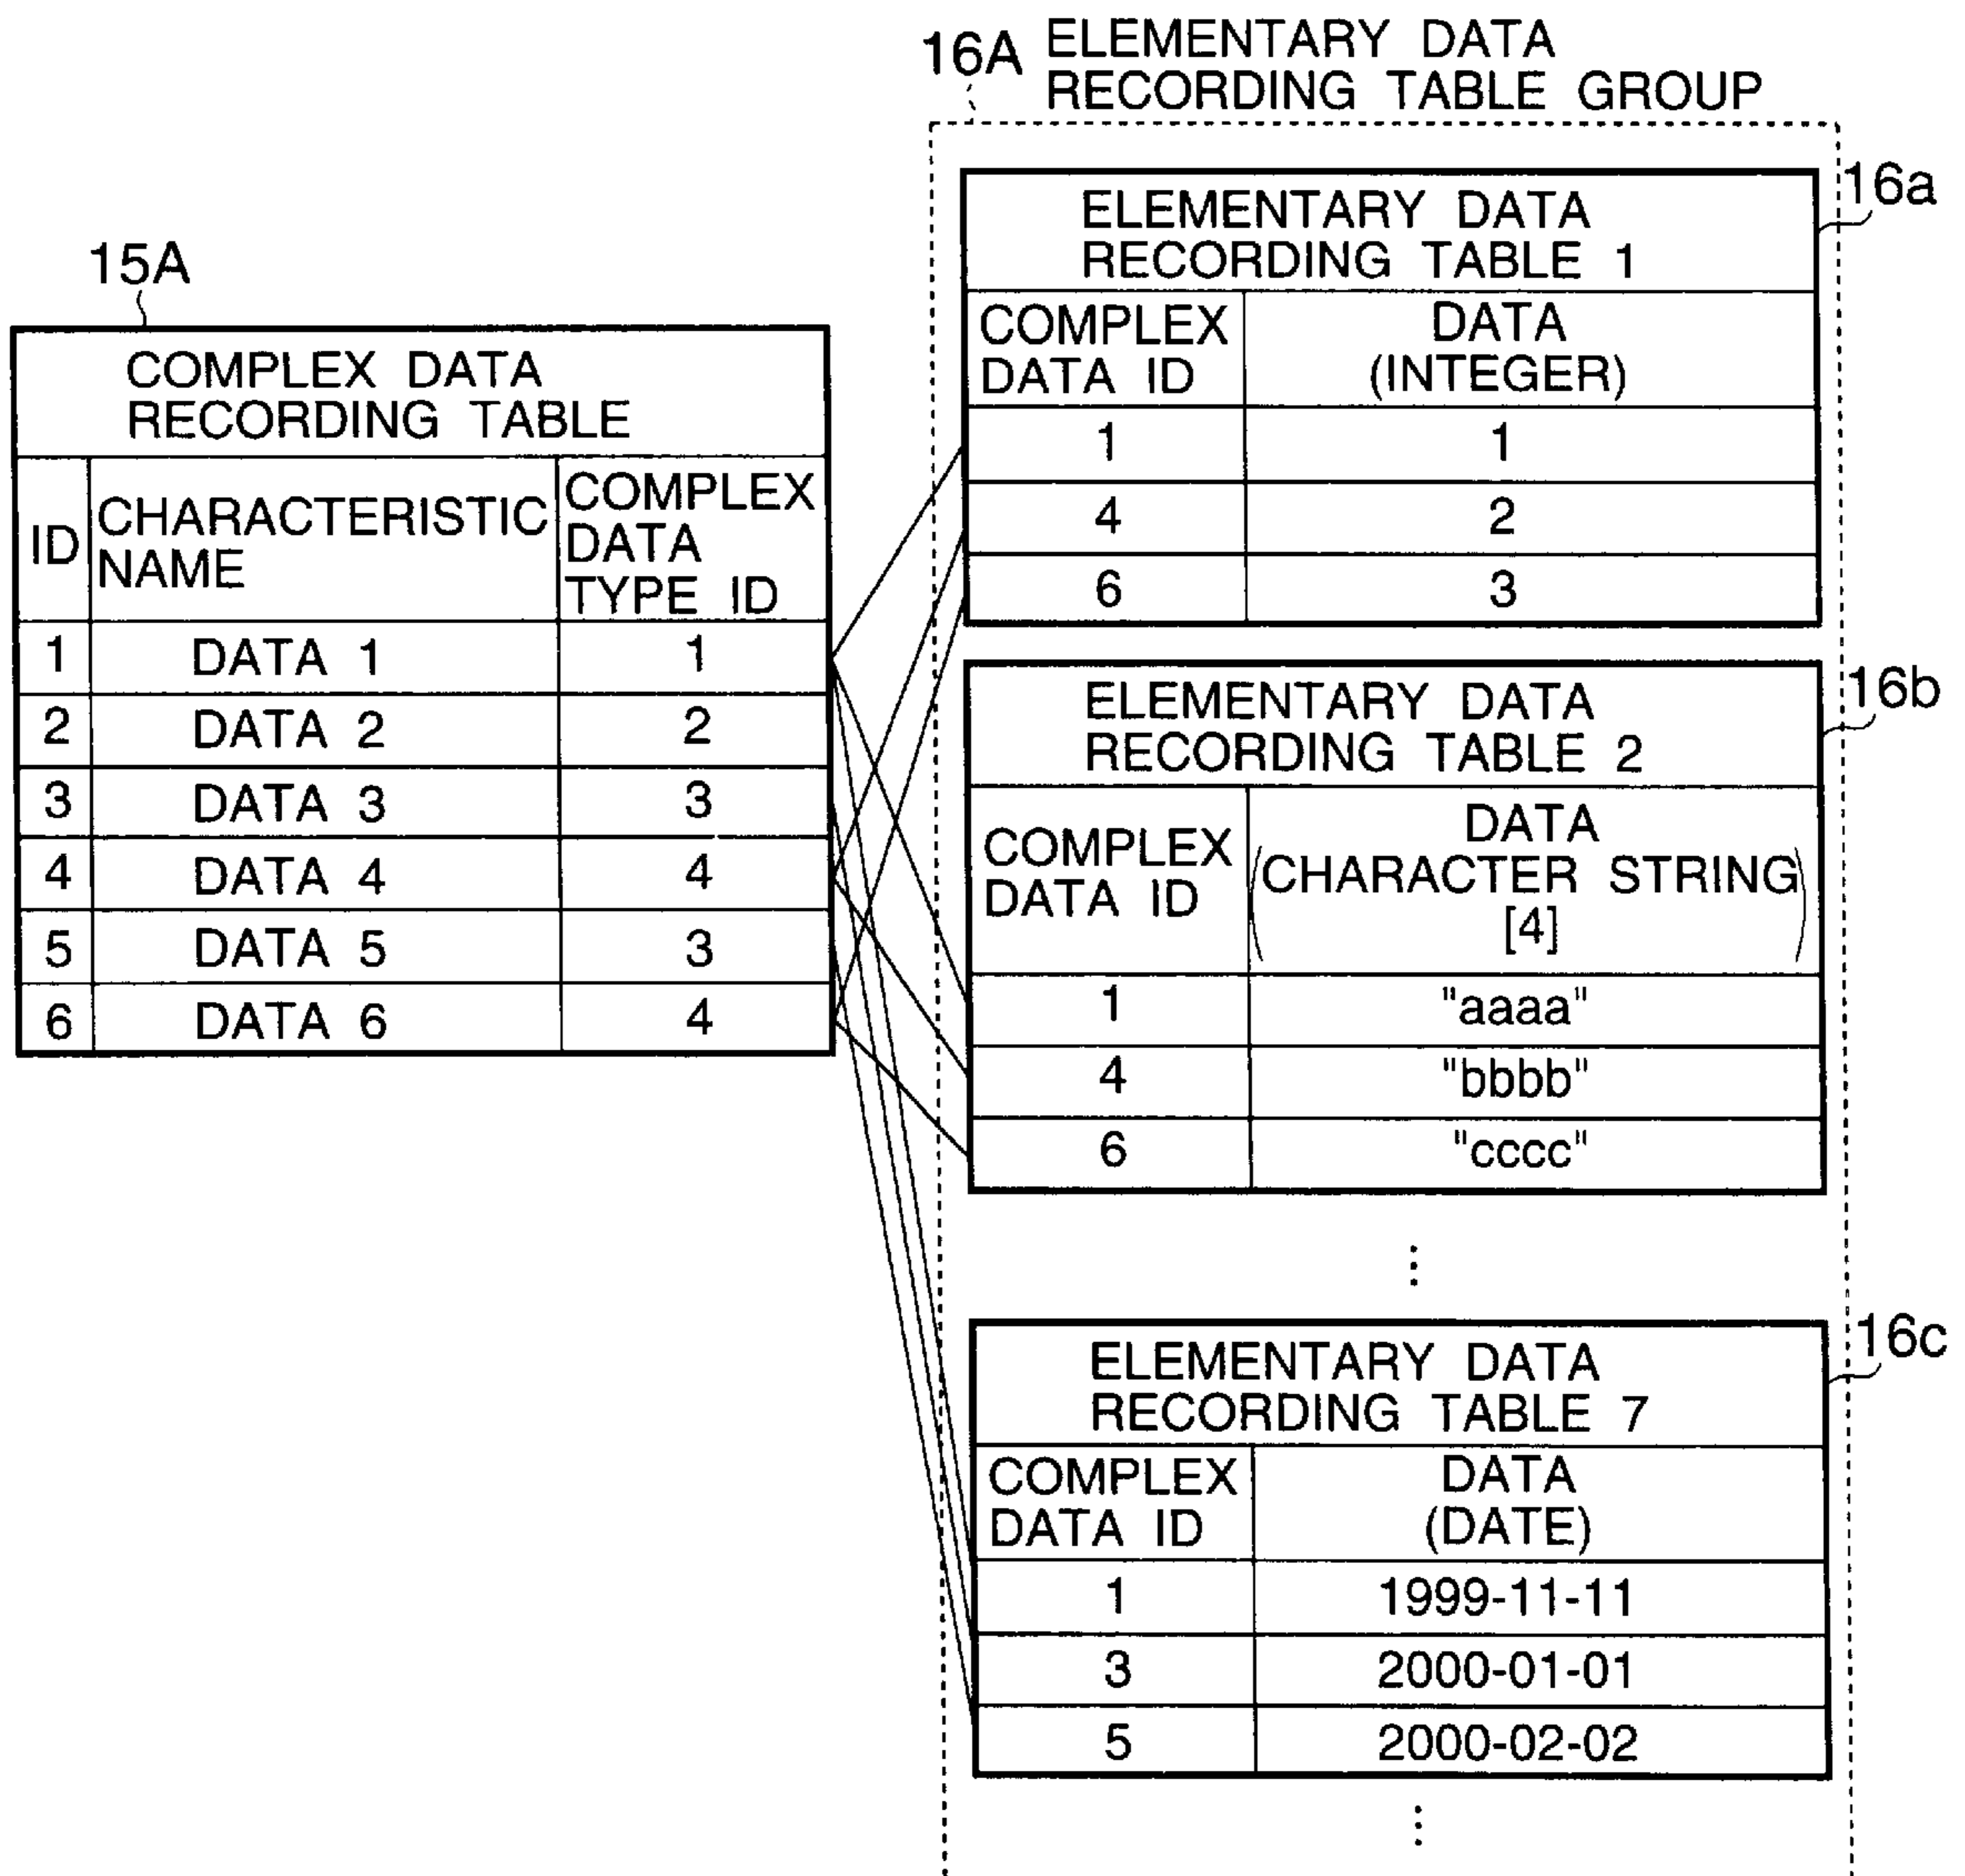 16A ELEMENTARY DATA
RECORDING TABLE GROUP
15A
COMPLEX DATA
RECORDING TABLE
ID
CHARACTERISTIC
NAME
COMPLEX
DATA
TYPE ID
1 DATA 1 1
2 DATA 2 2
3 DATA 3 3
4 DATA 4 4
5 DATA 5 3
6 DATA 6 4
16a
ELEMENTARY DATA
RECORDING TABLE 1
COMPLEX
DATA ID
DATA
(INTEGER)
1 1
4 2
6 3
16b
ELEMENTARY DATA
RECORDING TABLE 2
COMPLEX
DATA ID
DATA
(CHARACTER STRING
[4])
1 "aaaa"
4 "bbbb"
6 "cccc"
16c
ELEMENTARY DATA
RECORDING TABLE 7
COMPLEX
DATA ID
DATA
(DATE)
1 1999-11-11
3 2000-01-01
5 2000-02-02